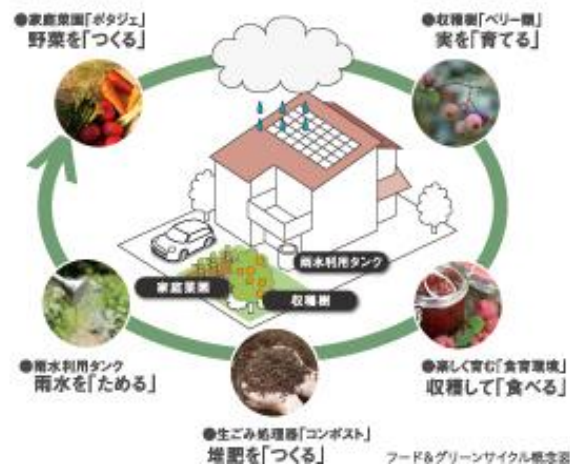 ●家庭菜園「ポタジェ」
野菜を「つくる」
●収穫樹「ベリー類」
実を「育てる」
雨水利用タンク
家庭菜園
収穫樹
●雨水利用タンク
雨水を「ためる」
●楽しく育む「食育環境」
収穫して「食べる」
●生ごみ処理器「コンポスト」
堆肥を「つくる」
フード&グリーンサイクル概念図